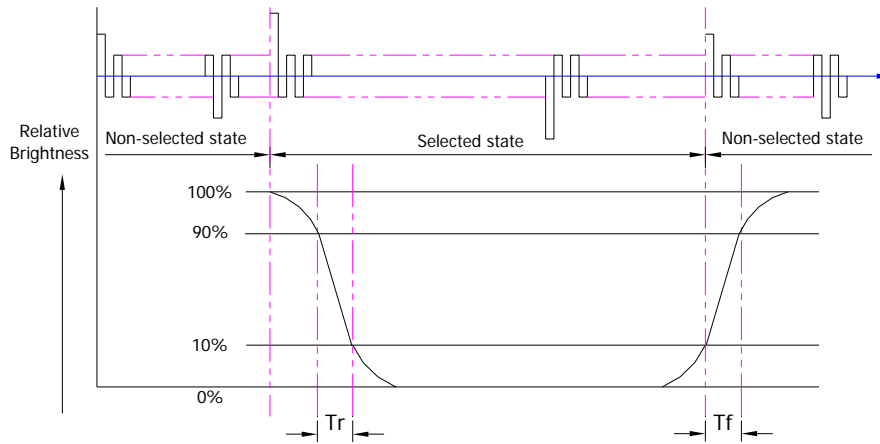 Relative
Brightness
Non-selected state
Selected state
Non-selected state
100%
90%
10%
0%
Tr
Tf